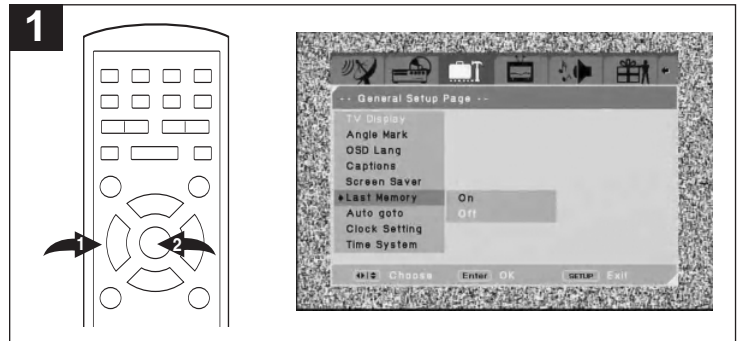 1
-- General Setup Page --
TV Display
Angle Mark
OSD Lang
Captions
Screen Saver
Last Memory
On
Auto goto
Off
Clock Setting
Time System
Choose
Enter OK
SETUP Exit
1
2